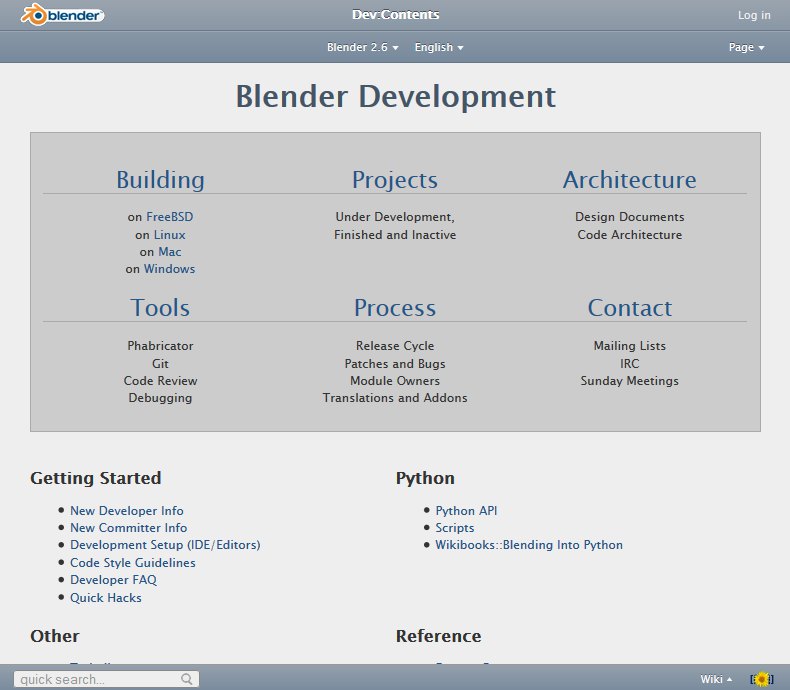 blender
Dev:Contents
Log in
Blender 2.6
English
Page
Blender Development
Building
Projects
Architecture
on FreeBSD
on Linux
on Mac
on Windows
Under Development,
Finished and Inactive
Design Documents
Code Architecture
Tools
Process
Contact
Phabricator
Git
Code Review
Debugging
Release Cycle
Patches and Bugs
Module Owners
Translations and Addons
Mailing Lists
IRC
Sunday Meetings
Getting Started
New Developer Info
New Committer Info
Development Setup (IDE/Editors)
Code Style Guidelines
Developer FAQ
Quick Hacks
Python
Python API
Scripts
Wikibooks::Blending Into Python
Other
Reference
quick search...
Wiki